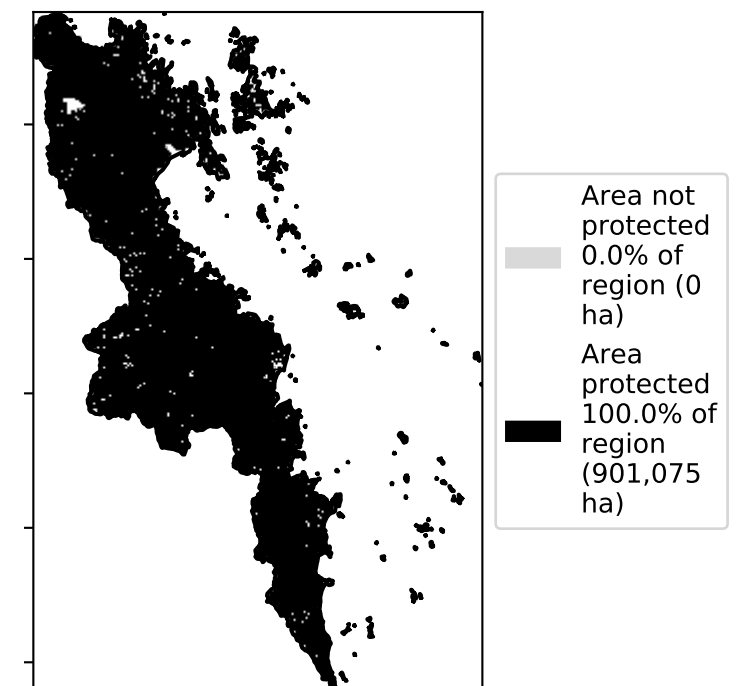 Area not
protected
0.0% of
region (0
ha)
Area
protected
100.0% of
region
(901,075
ha)